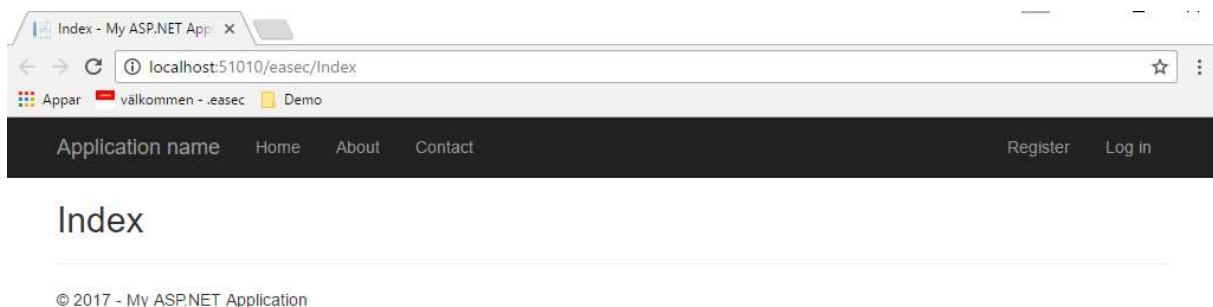 Index - My ASP.NET App
localhost:51010/easec/Index
Appar välkommen - .easec Demo
Application name Home About Contact Register Log in
Index
© 2017 - My ASP.NET Application